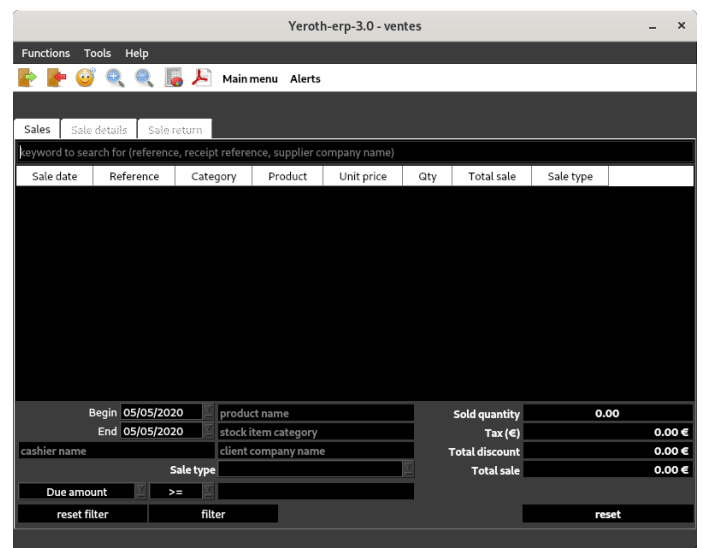 Yeroth-erp-3.0 - ventes
Functions Tools Help
Main menu Alerts
Sales Sale details Sale return
keyword to search for (reference, receipt reference, supplier company name)
Sale date Reference Category Product Unit price Qty Total sale Sale type
Begin 05/05/2020 product name Sold quantity 0.00
End 05/05/2020 stock item category Tax (€) 0.00 €
cashier name client company name Total discount 0.00 €
Sale type Total sale 0.00 €
Due amount >=
reset filter filter reset